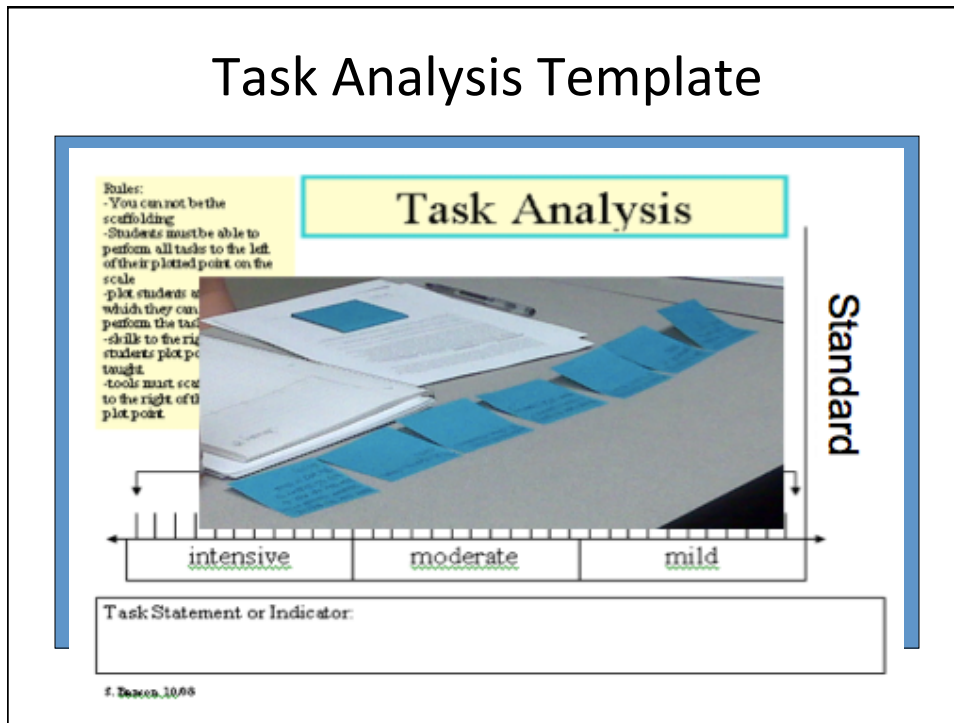 Task Analysis Template
Rules:
-You can not be the
scaffolding
-Students must be able to
perform all tasks to the left
of their plotted point on the
scale
-plot students a
which they can
perform the tas
-skills to the rig
students plot po
taught
-tools must sca
to the right of th
plot point
Task Analysis
Standard
intensive
moderate
mild
Task Statement or Indicator:
10/08